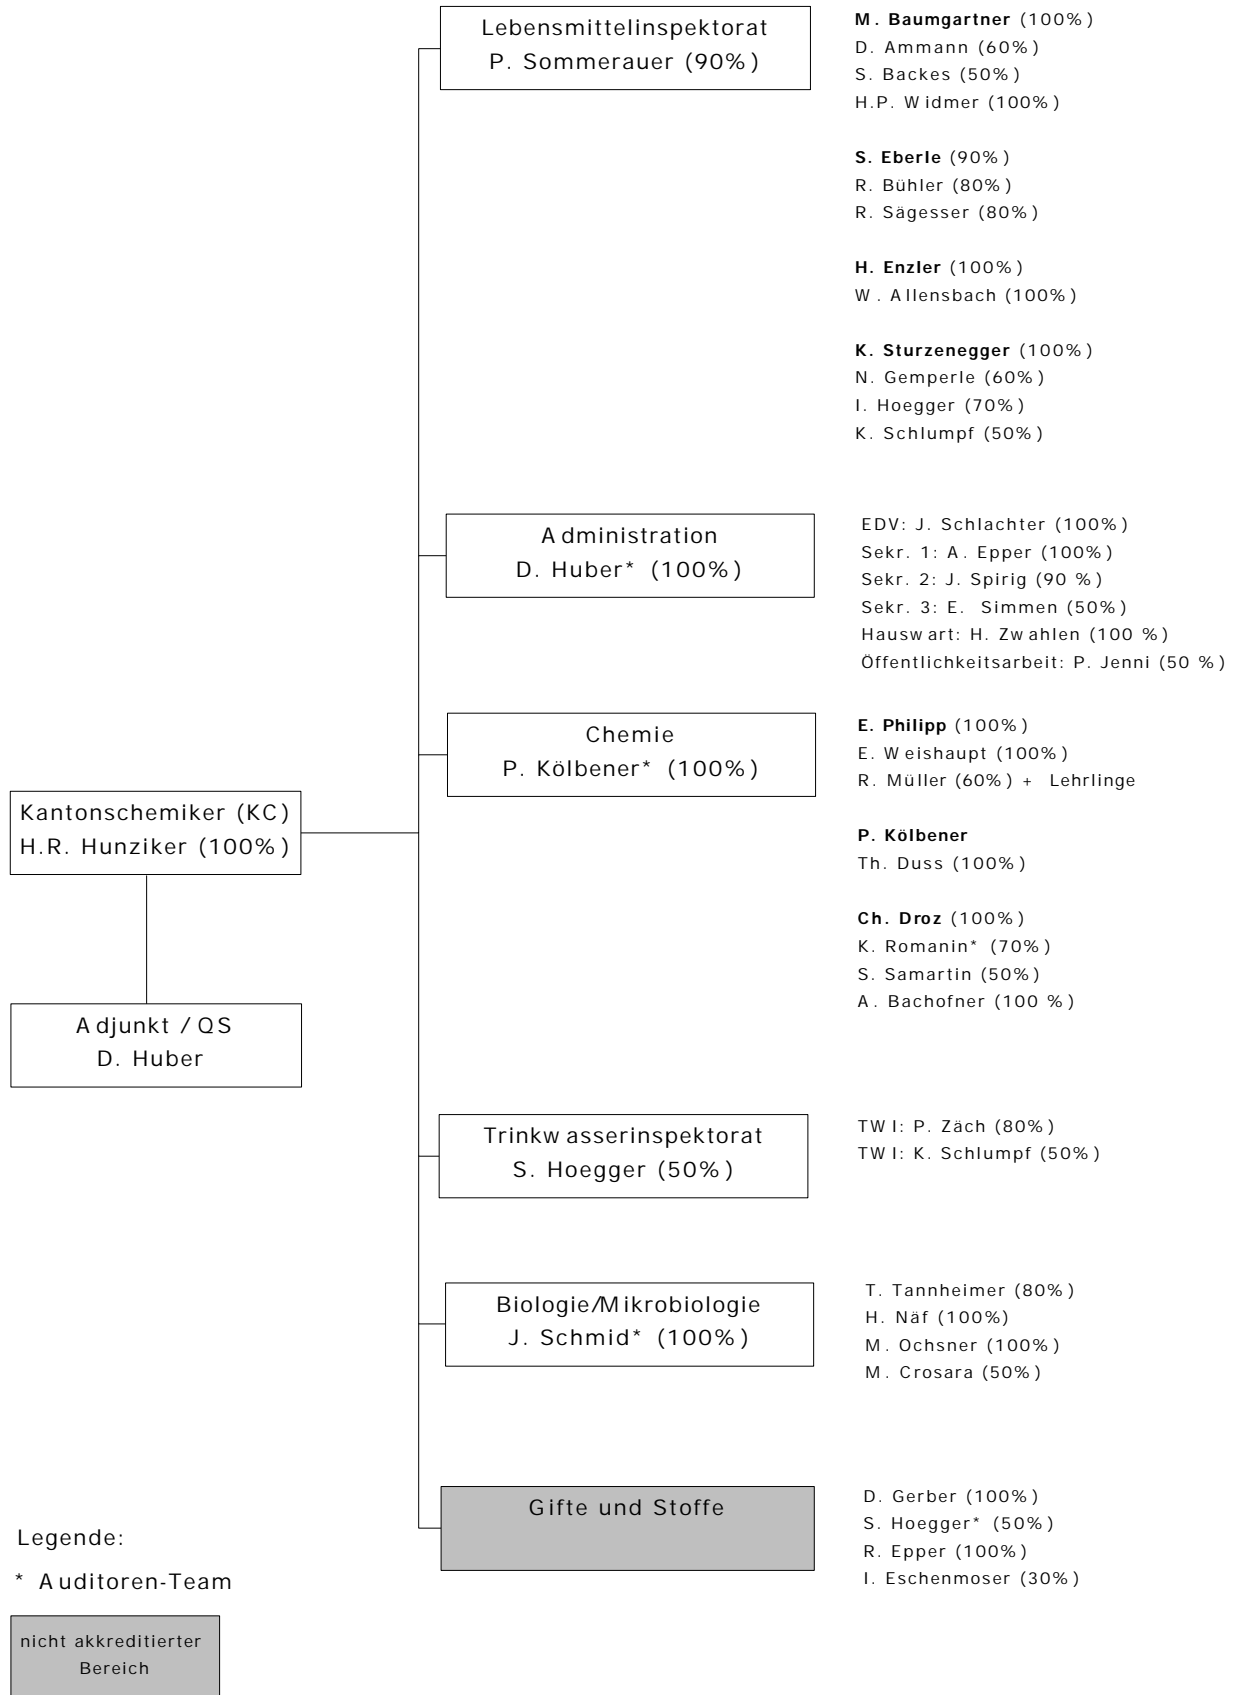 Lebensmittelinspektorat
P. Sommerauer (90%)
M. Baumgartner (100%)
D. Ammann (60%)
S. Backes (50%)
H.P. Widmer (100%)
S. Eberle (90%)
R. Bühler (80%)
R. Sägesser (80%)
H. Enzler (100%)
W. Allensbach (100%)
K. Sturzenegger (100%)
N. Gemperle (60%)
I. Hoegger (70%)
K. Schlumpf (50%)
Administration
D. Huber* (100%)
EDV: J. Schlachter (100%)
Sekr. 1: A. Epper (100%)
Sekr. 2: J. Spirig (90 %)
Sekr. 3: E. Simmen (50%)
Hauswart: H. Zwahlen (100 %)
Öffentlichkeitsarbeit: P. Jenni (50 %)
Chemie
P. Kölbener* (100%)
E. Philipp (100%)
E. Weishaupt (100%)
R. Müller (60%) + Lehrlinge
P. Kölbener
Th. Duss (100%)
Ch. Droz (100%)
K. Romanin* (70%)
S. Samartin (50%)
A. Bachofner (100 %)
Kantonschemiker (KC)
H.R. Hunziker (100%)
Adjunkt / QS
D. Huber
Trinkwasserinspektorat
S. Hoegger (50%)
TWI: P. Zäch (80%)
TWI: K. Schlumpf (50%)
Biologie/Mikrobiologie
J. Schmid* (100%)
T. Tannheimer (80%)
H. Näf (100%)
M. Ochsner (100%)
M. Crosara (50%)
Gifte und Stoffe
D. Gerber (100%)
S. Hoegger* (50%)
R. Epper (100%)
I. Eschenmoser (30%)
Legende:
* Auditoren-Team
nicht akkreditierter
Bereich